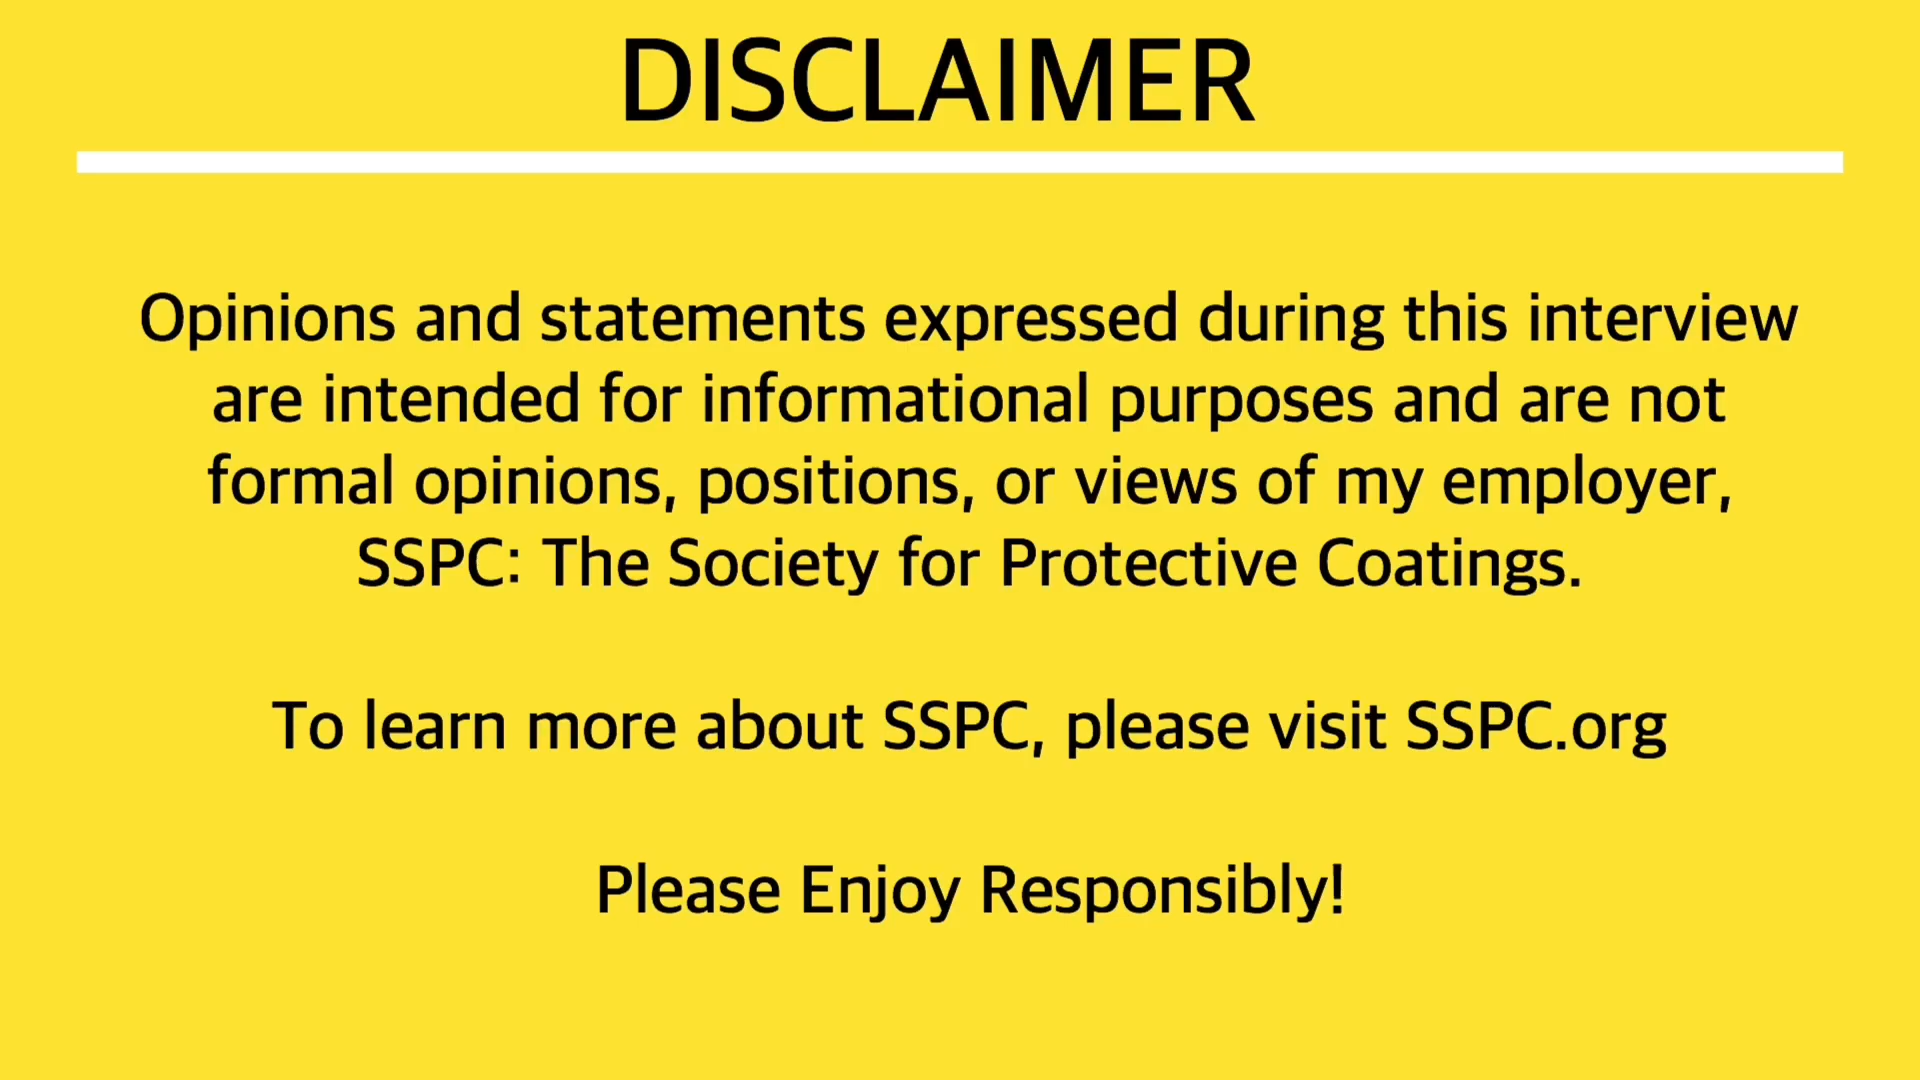 DISCLAIMER
Opinions and statements expressed during this interview
are intended for informational purposes and are not
formal opinions, positions, or views of my employer,
SSPC: The Society for Protective Coatings.
To learn more about SSPC, please visit SSPC.org
Please Enjoy Responsibly!